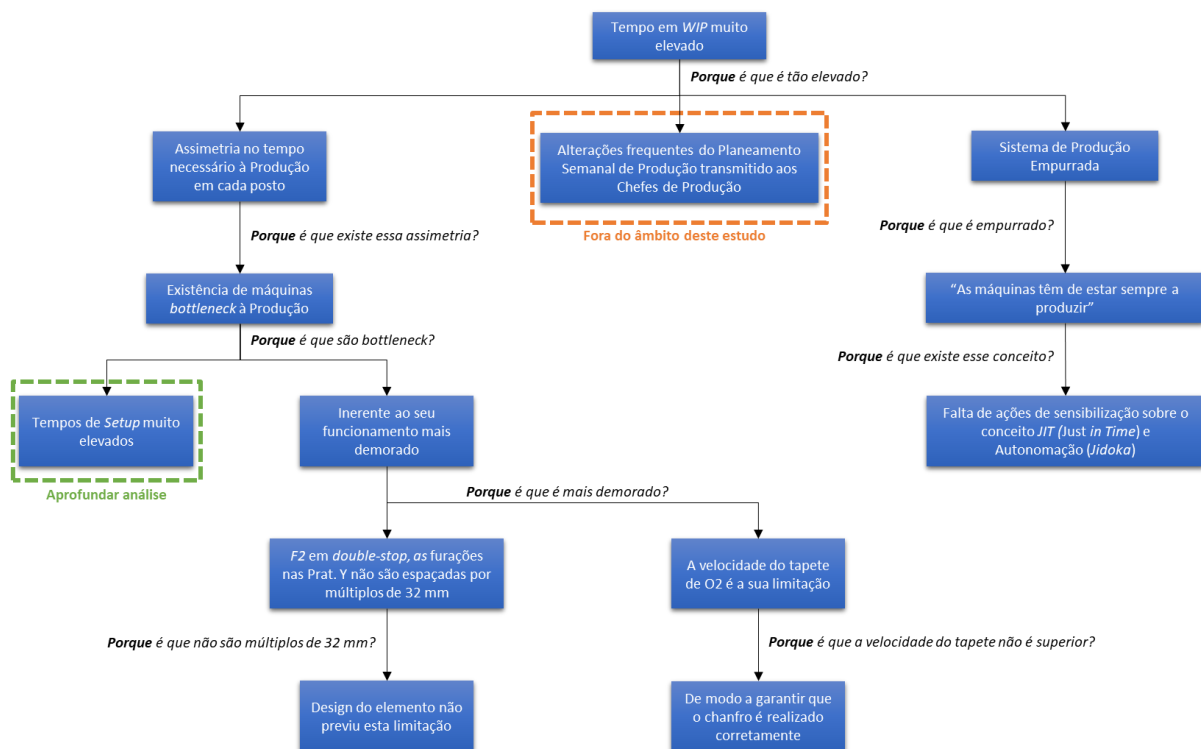 Tempo em WIP muito
elevado
Porque é que é tão elevado?
Assimetria no tempo
necessário à Produção
em cada posto
Alterações frequentes do Planeamento
Semanal de Produção transmitido aos
Chefes de Produção
Sistema de Produção
Empurrada
Fora do âmbito deste estudo
Porque é que existe essa assimetria?
Porque é que é empurrado?
Existência de máquinas
bottleneck à Produção
“As máquinas têm de estar sempre a
produzir”
Porque é que são bottleneck?
Porque é que existe esse conceito?
Tempos de Setup muito
elevados
Inerente ao seu
funcionamento mais
demorado
Falta de ações de sensibilização sobre o
conceito JIT (Just in Time) e
Autonomação (Jidoka)
Aprofundar análise
Porque é que é mais demorado?
F2 em double-stop, as furações
nas Prat. Y não são espaçadas por
múltiplos de 32 mm
A velocidade do tapete
de O2 é a sua limitação
Porque é que não são múltiplos de 32 mm?
Porque é que a velocidade do tapete não é superior?
Design do elemento não
previu esta limitação
De modo a garantir que
o chanfro é realizado
corretamente